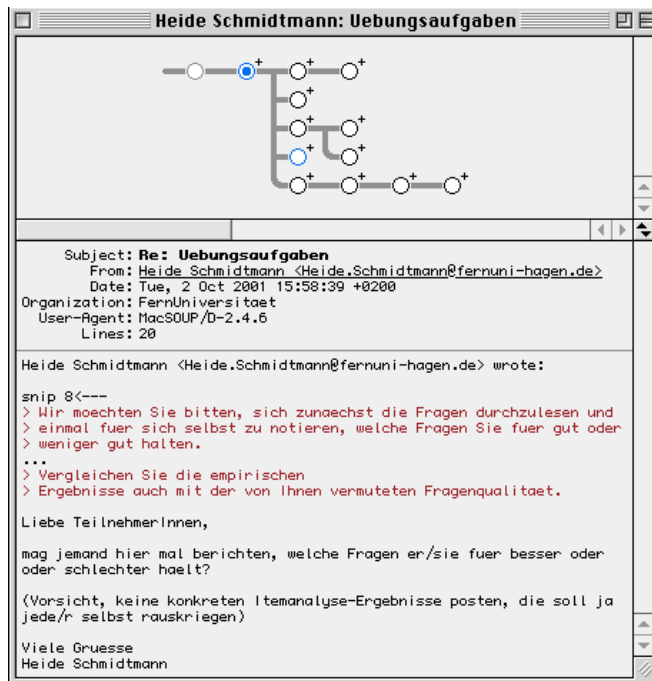 Heide Schmidtmann: Uebungsaufgaben
Subject: Re: Uebungsaufgaben
From: Heide Schmidtmann <Heide.Schmidtmann@fernuni-hagen.de>
Date: Tue, 2 Oct 2001 15:58:39 +0200
Organization: FernUniversitaet
User-Agent: MacSOUP/D-2.4.6
Lines: 20
Heide Schmidtmann <Heide.Schmidtmann@fernuni-hagen.de> wrote:
snip 8<---
> Wir moechten Sie bitten, sich zunaechst die Fragen durchzulesen und
> einmal fuer sich selbst zu notieren, welche Fragen Sie fuer gut oder
> weniger gut halten.
...
> Vergleichen Sie die empirischen
> Ergebnisse auch mit der von Ihnen vermuteten Fragenqualitaet.
Liebe TeilnehmerInnen,
mag jemand hier mal berichten, welche Fragen er/sie fuer besser oder
oder schlechter haelt?
(Vorsicht, keine konkreten Itemanalyse-Ergebnisse posten, die soll ja
jede/r selbst rauskriegen)
Viele Gruesse
Heide Schmidtmann